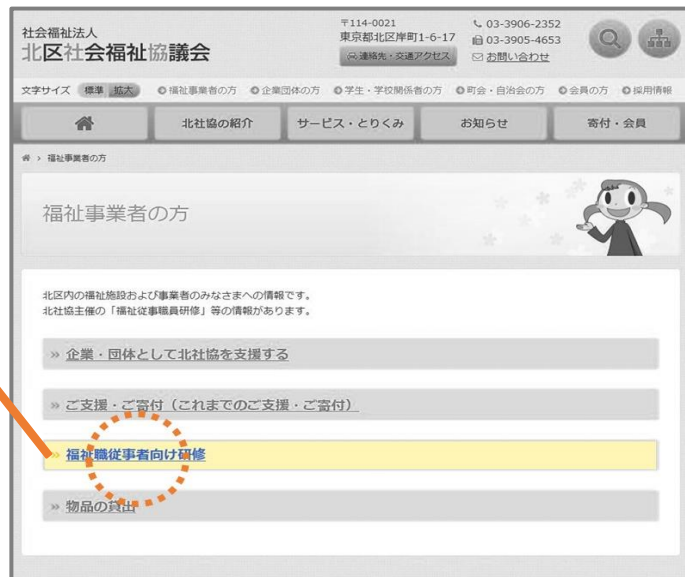 社会福祉法人
北区社会福祉協議会
〒114-0021
東京都北区岸町1-6-17
連絡先・交通アクセス
03-3906-2352
03-3905-4653
お問い合わせ
文字サイズ 標準 拡大 福祉事業者の方 企業団体の方 学生・学校関係者の方 町会・自治会の方 会員の方 採用情報
北社協の紹介 サービス・とりくみ お知らせ 寄付・会員
> 福祉事業者の方
福祉事業者の方
北区内の福祉施設および事業者のみなさまへの情報です。
北社協主催の「福祉従事職員研修」等の情報があります。
» 企業・団体として北社協を支援する
» ご支援・ご寄付（これまでのご支援・ご寄付）
» 福祉職従事者向け研修
» 物品の貸出